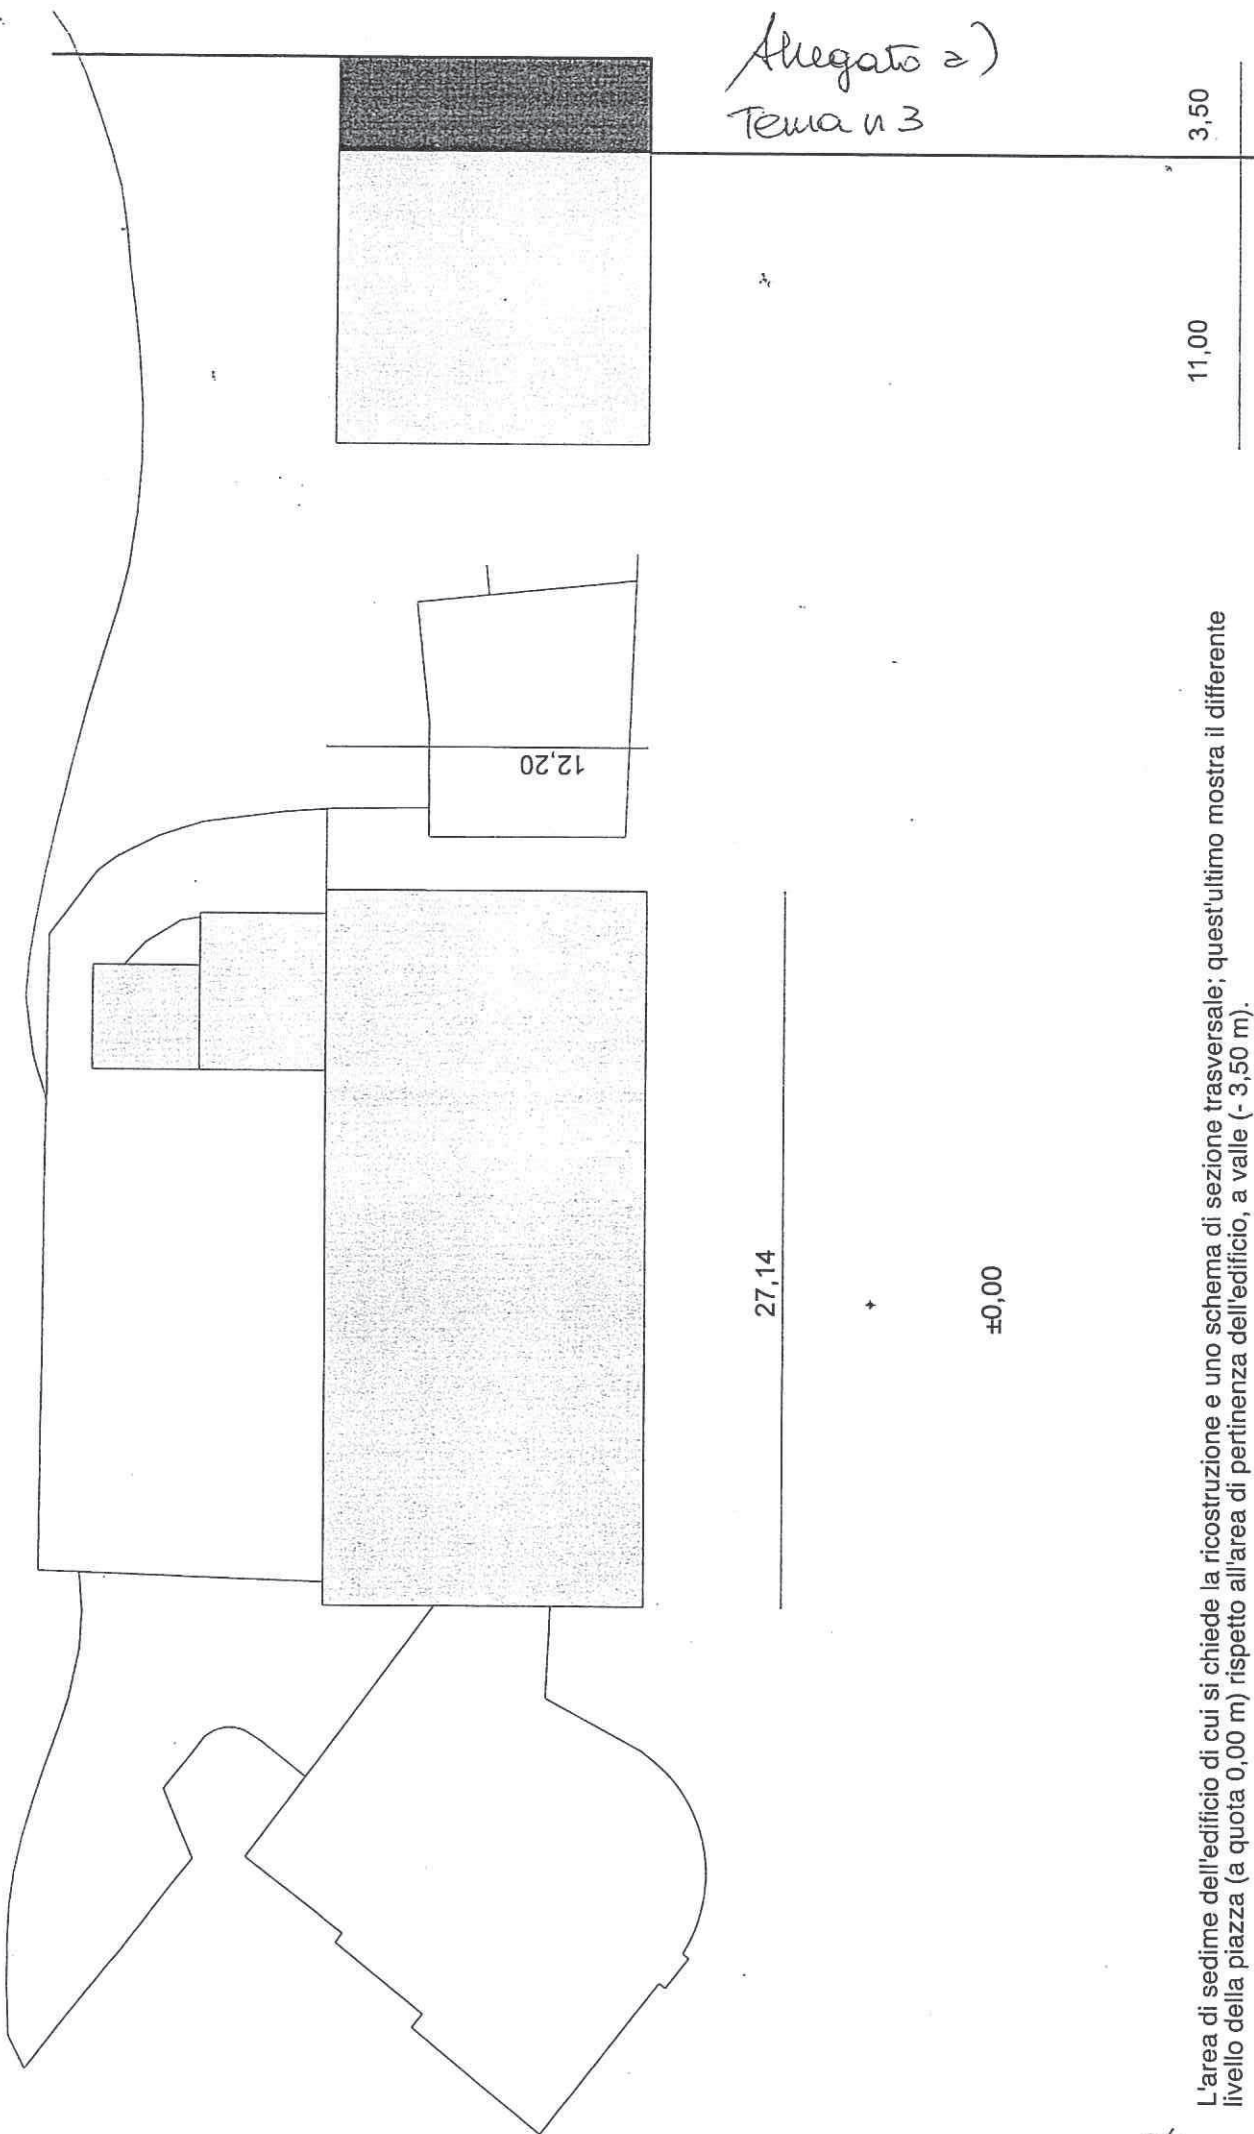 Allegato a)
Tema n 3
3,50
11,00
12,20
27,14
±0,00
L'area di sedime dell'edificio di cui si chiede la ricostruzione e uno schema di sezione trasversale; quest'ultimo mostra il differente
livello della piazza (a quota 0,00 m) rispetto all'area di pertinenza dell'edificio, a valle (- 3,50 m).